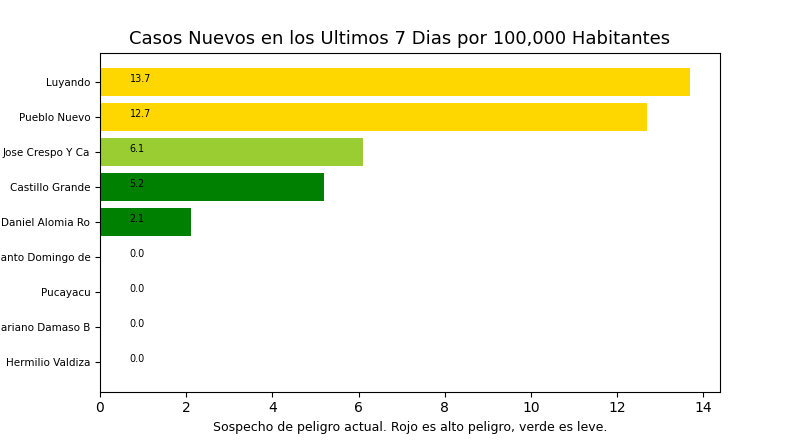 Casos Nuevos en los Ultimos 7 Dias por 100,000 Habitantes
Luyando 13.7
Pueblo Nuevo 12.7
Jose Crespo Y Ca 6.1
Castillo Grande 5.2
Daniel Alomia Ro 2.1
anto Domingo de 0.0
Pucayacu 0.0
ariano Damaso B 0.0
Hermilio Valdiza 0.0
0 2 4 6 8 10 12 14
Sospecho de peligro actual. Rojo es alto peligro, verde es leve.